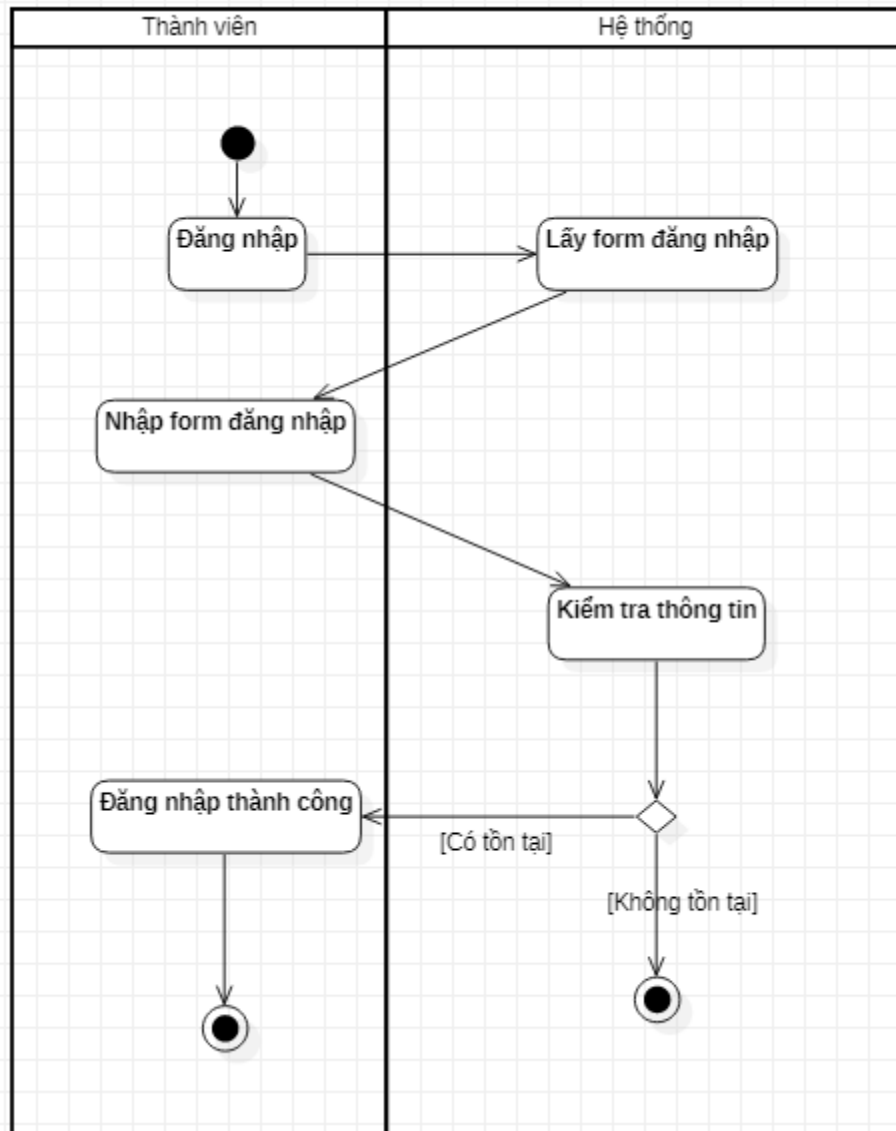 Thành viên
Hệ thống
Đăng nhập
Lấy form đăng nhập
Nhập form đăng nhập
Kiểm tra thông tin
Đăng nhập thành công
[Có tồn tại]
[Không tồn tại]